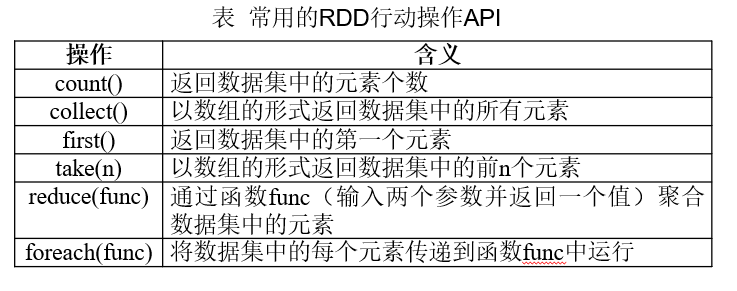 表 常用的RDD行动操作API
操作 含义
count() 返回数据集中的元素个数
collect() 以数组的形式返回数据集中的所有元素
first() 返回数据集中的第一个元素
take(n) 以数组的形式返回数据集中的前n个元素
reduce(func) 通过函数func（输入两个参数并返回一个值）聚合
数据集中的元素
foreach(func) 将数据集中的每个元素传递到函数func中运行